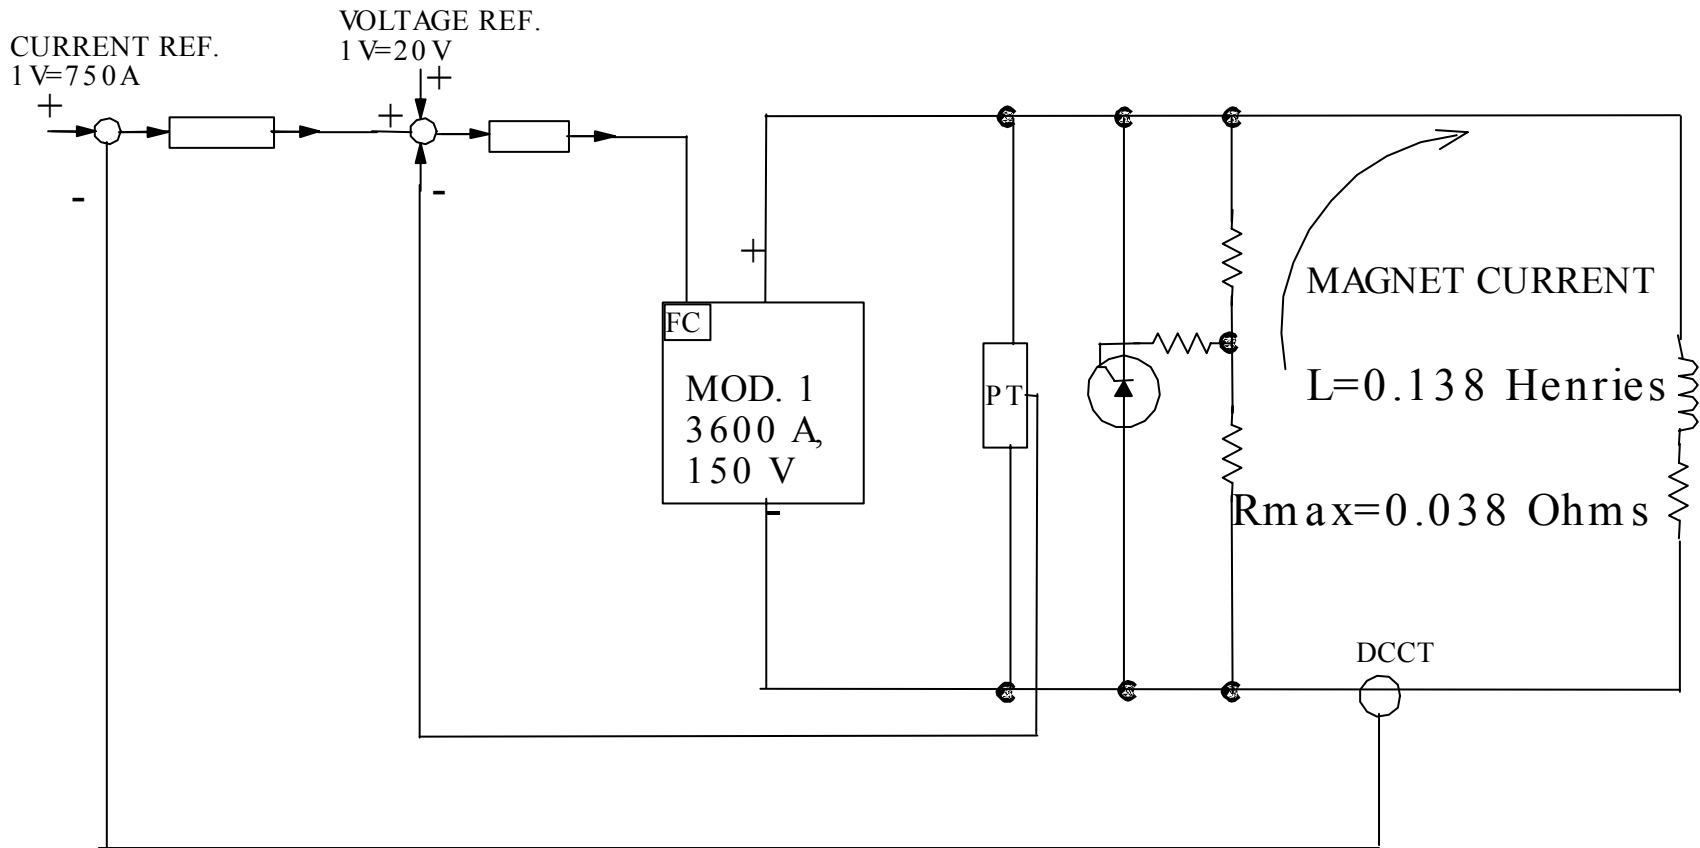 VOLTAGE REF.
1V=20V
CURRENT REF.
1V=750A
+
+
+
-
-
+
FC
MOD. 1
3600 A,
150 V
-
PT
MAGNET CURRENT
L=0.138 Henries
Rmax=0.038 Ohms
DCCT